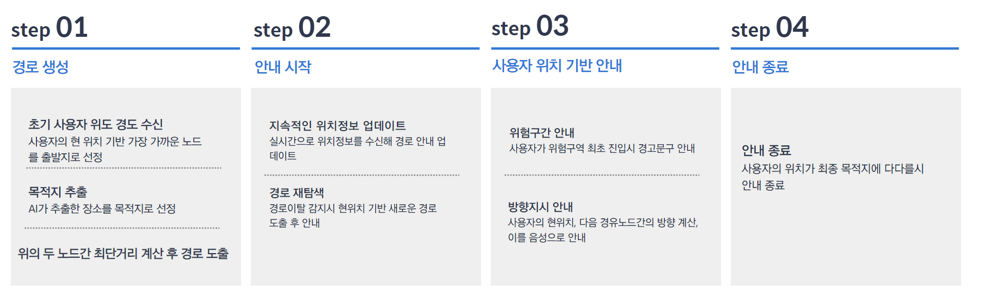 step 01
경로 생성
초기 사용자 위도 경도 수신
사용자의 현 위치 기반 가장 가까운 노드
를 출발지로 선정
목적지 추출
AI가 추출한 장소를 목적지로 선정
위의 두 노드간 최단거리 계산 후 경로 도출
step 02
안내 시작
지속적인 위치정보 업데이트
실시간으로 위치정보를 수신해 경로 안내 업
데이트
경로 재탐색
경로이탈 감지시 현위치 기반 새로운 경로
도출 후 안내
step 03
사용자 위치 기반 안내
위험구간 안내
사용자가 위험구역 최초 진입시 경고문구 안내
방향지시 안내
사용자의 현위치, 다음 경유노드간의 방향 계산,
이를 음성으로 안내
step 04
안내 종료
안내 종료
사용자의 위치가 최종 목적지에 다다를시
안내 종료